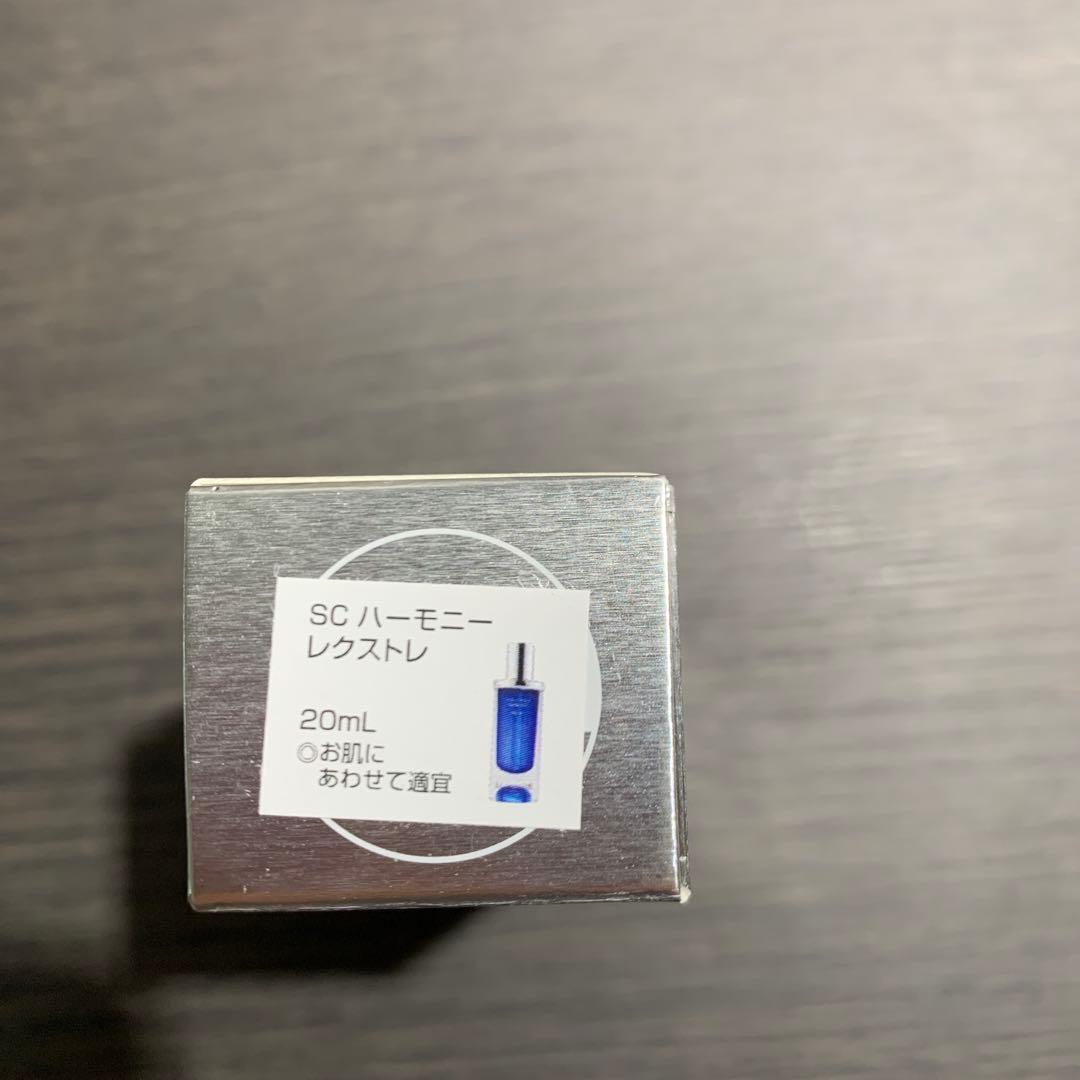 SC ハーモニー
レクストレ
20mL
◎お肌に
あわせて適宜